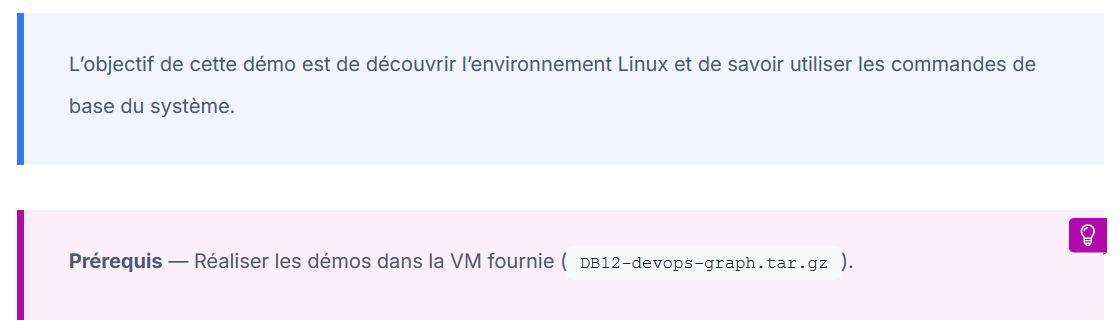 L’objectif de cette démo est de découvrir l’environnement Linux et de savoir utiliser les commandes de
base du système.
Prérequis — Réaliser les démos dans la VM fournie ( DB12-devops-graph.tar.gz ).